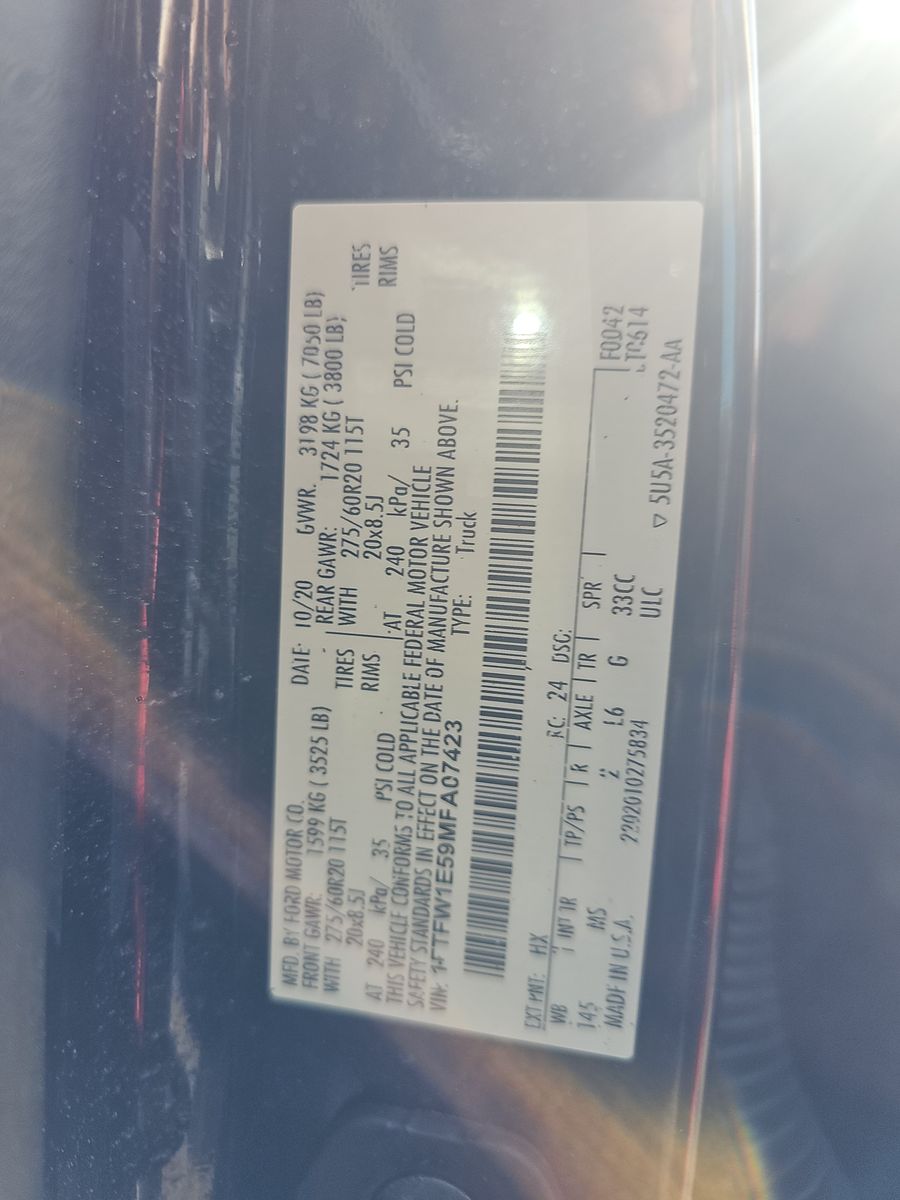 MFD. BY FORD MOTOR CO.
DATE: 10/20 GVWR. 3198 KG ( 7050 LB)
FRONT GAWR: 1599 KG ( 3525 LB)
REAR GAWR: 1724 KG ( 3800 LB)
WITH 275/60R20 115T TIRES
WITH 275/60R20 115T TIRES
20x8.5J RIMS
20x8.5J RIMS
AT 240 kPa/ 35 PSI COLD
AT 240 kPa/ 35 PSI COLD
THIS VEHICLE CONFORMS TO ALL APPLICABLE FEDERAL MOTOR VEHICLE
SAFETY STANDARDS IN EFFECT ON THE DATE OF MANUFACTURE SHOWN ABOVE.
VIN: 1FTFW1E59MFA07423
TYPE: Truck
EXT PNT: HX RC: 24 DSO:
WB INT TR TP/PS R AXLE TR SPR
145 MS L6 G 33CC
ULC
F0042
MADE IN U.S.A.
▽ 5U5A-3520472-AA